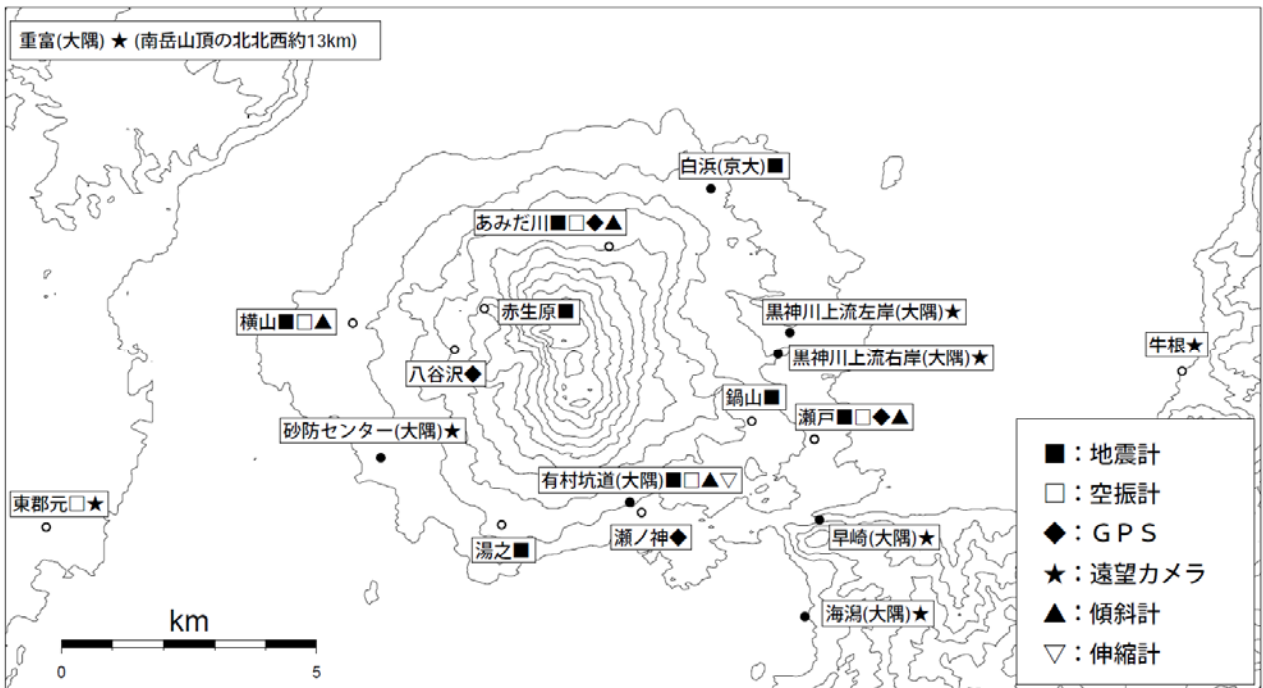 重富(大隅) ★ (南岳山頂の北北西約13km)
白浜(京大)■
あみだ川■□◆▲
赤生原■
横山■□▲
黒神川上流左岸(大隅)★
牛根★
黒神川上流右岸(大隅)★
八谷沢◆
鍋山■
瀬戸■□◆▲
砂防センター(大隅)★
有村坑道(大隅)■□▲▽
東郡元□★
瀬ノ神◆
早崎(大隅)★
湯之■
海潟(大隅)★
km
0 5
■：地震計
□：空振計
◆：ＧＰＳ
★：遠望カメラ
▲：傾斜計
▽：伸縮計